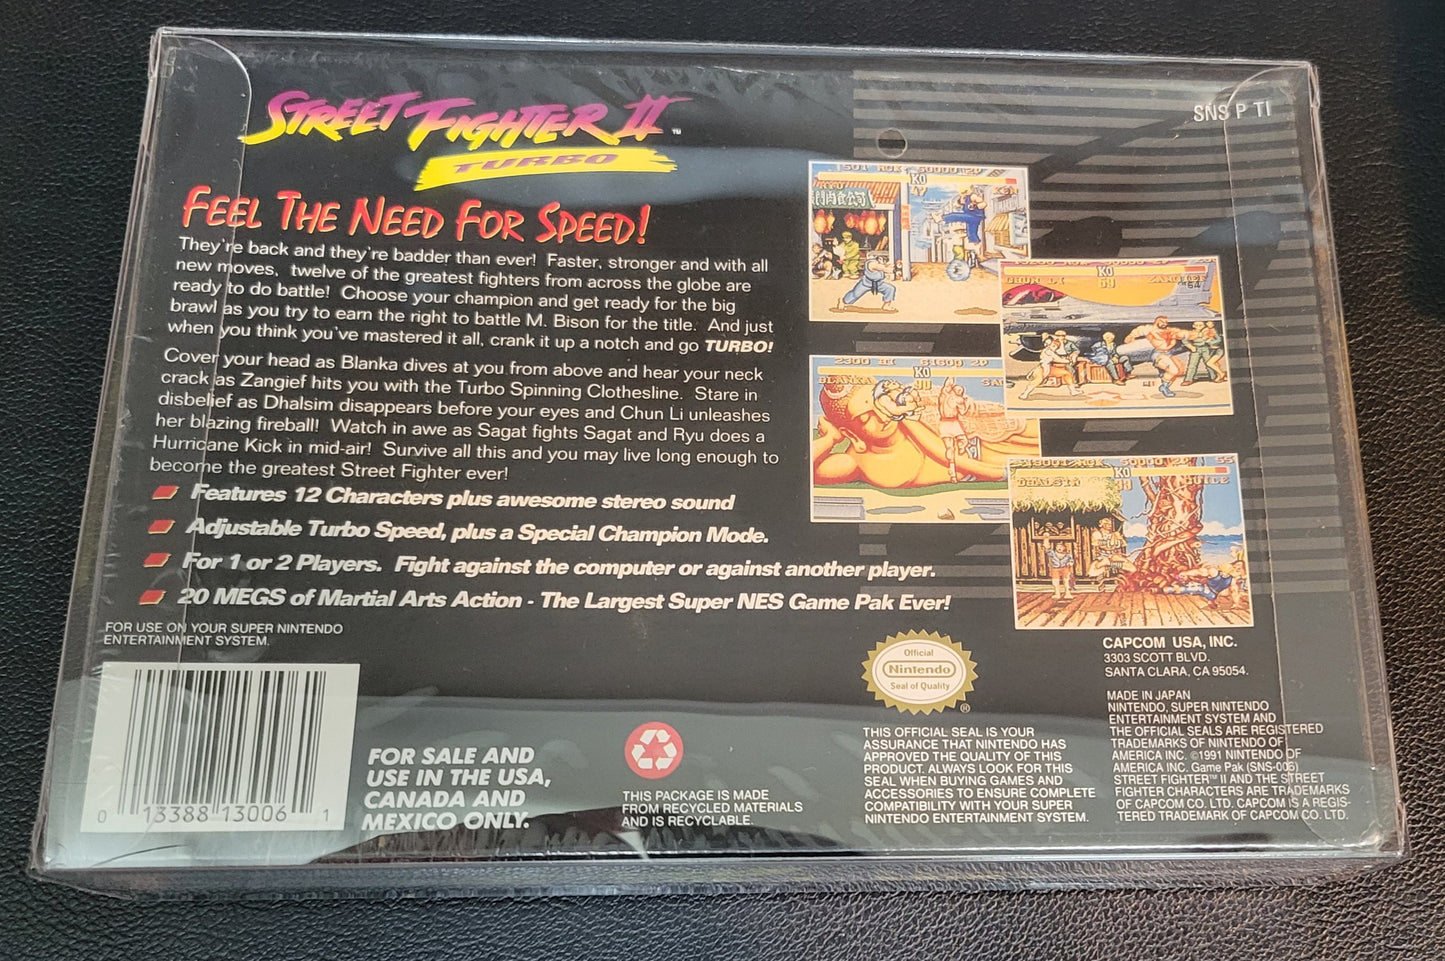 STREET FIGHTER II ™
TURBO
SNS P TI
FEEL THE NEED FOR SPEED!
They're back and they're badder than ever! Faster, stronger and with all
new moves, twelve of the greatest fighters from across the globe are
ready to do battle! Choose your champion and get ready for the big
brawl as you try to earn the right to battle M. Bison for the title. And just
when you think you've mastered it all, crank it up a notch and go TURBO!
Cover your head as Blanka dives at you from above and hear your neck
crack as Zangief hits you with the Turbo Spinning Clothesline. Stare in
disbelief as Dhalsim disappears before your eyes and Chun Li unleashes
her blazing fireball! Watch in awe as Sagat fights Sagat and Ryu does a
Hurricane Kick in mid-air! Survive all this and you may live long enough to
become the greatest Street Fighter ever!
Features 12 Characters plus awesome stereo sound
Adjustable Turbo Speed, plus a Special Champion Mode.
For 1 or 2 Players. Fight against the computer or against another player.
20 MEGS of Martial Arts Action - The Largest Super NES Game Pak Ever!
50000 2P
KO
RYU
KEN
KO
ZANGIEF
KO
BLANKA
50000 2P
KO
DHALSIM
GUILE
FOR USE ON YOUR SUPER NINTENDO
ENTERTAINMENT SYSTEM.
0 13388 13006 1
FOR SALE AND
USE IN THE USA,
CANADA AND
MEXICO ONLY.
THIS PACKAGE IS MADE
FROM RECYCLED MATERIALS
AND IS RECYCLABLE.
Official
Nintendo
Seal of Quality
®
THIS OFFICIAL SEAL IS YOUR
ASSURANCE THAT NINTENDO HAS
APPROVED THE QUALITY OF THIS
PRODUCT. ALWAYS LOOK FOR THIS
SEAL WHEN BUYING GAMES AND
ACCESSORIES TO ENSURE COMPLETE
COMPATIBILITY WITH YOUR SUPER
NINTENDO ENTERTAINMENT SYSTEM.
CAPCOM USA, INC.
3303 SCOTT BLVD.
SANTA CLARA, CA 95054.
MADE IN JAPAN
NINTENDO, SUPER NINTENDO
ENTERTAINMENT SYSTEM AND
THE OFFICIAL SEALS ARE REGISTERED
TRADEMARKS OF NINTENDO OF
AMERICA INC. ©1991 NINTENDO OF
AMERICA INC. Game Pak (SNS-006)
STREET FIGHTER™ II AND THE STREET
FIGHTER CHARACTERS ARE TRADEMARKS
OF CAPCOM CO. LTD. CAPCOM IS A REGIS-
TERED TRADEMARK OF CAPCOM CO. LTD.